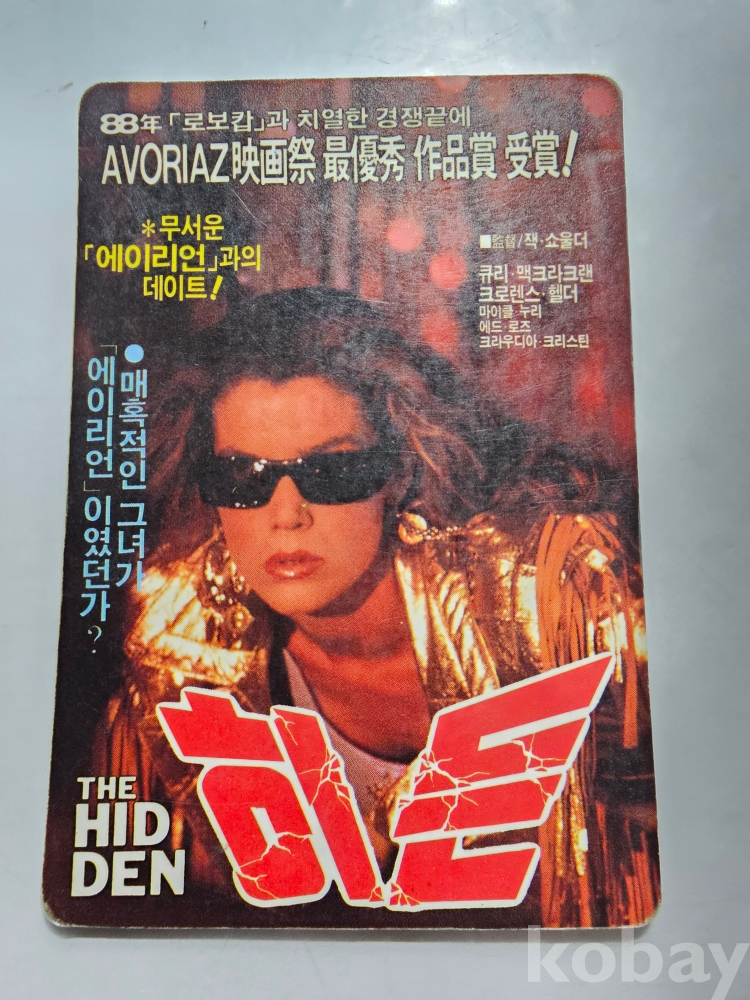 88年 「로보캅」과 치열한 경쟁끝에
AVORIAZ映画祭 最優秀 作品賞 受賞!
*무서운
「에이리언」과의
데이트!
■監督/잭·쇼울더
큐리·맥크라크랜
크로렌스·헬더
마이클·누리
에드·로즈
크라우디아·크리스틴
●매혹적인 그녀가
「에이리언」이였던가?
히든
THE
HID
DEN
kobay